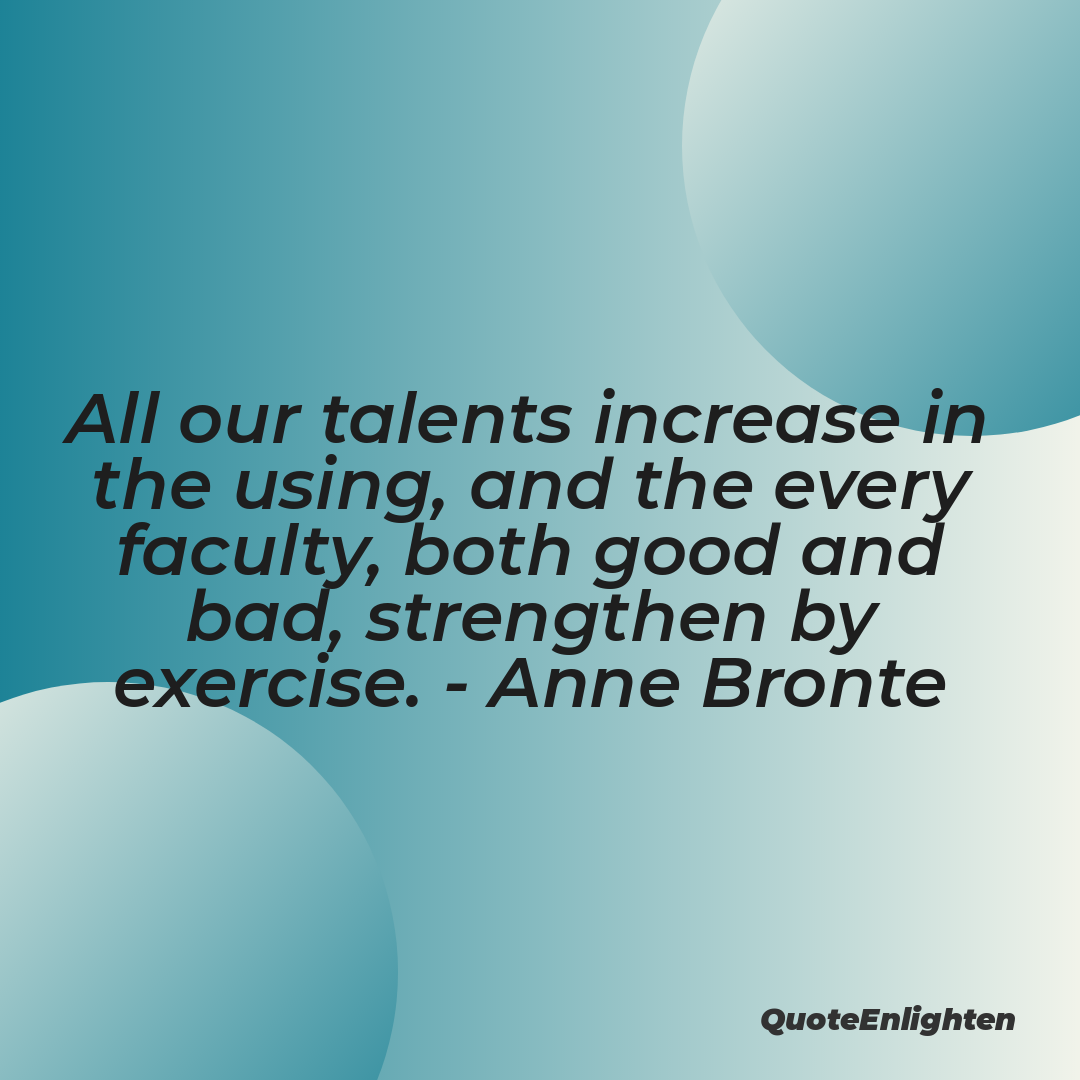 All our talents increase in
the using, and the every
faculty, both good and
bad, strengthen by
exercise. - Anne Bronte
QuoteEnlighten